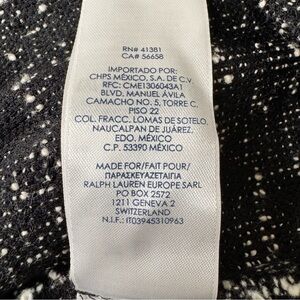 RN# 41381
CA# 56658
IMPORTADO POR:
CHPS MÉXICO, S.A. DE C.V.
RFC: CME1306043A1
BLVD. MANUEL ÁVILA
CAMACHO NO. 5, TORRE C,
PISO 22
COL. FRACC. LOMAS DE SOTELO,
NAUCALPAN DE JUÁREZ,
EDO. MÉXICO
C.P. 53390 MÉXICO
MADE FOR/FAIT POUR/
ΠΑΡΑΣΚΕΥΑΖΕΤΑΙ ΓΙΑ
RALPH LAUREN EUROPE SARL
PO BOX 2572
1211 GENEVA 2
SWITZERLAND
N.I.F.: IT03945310963